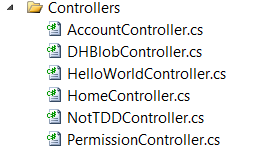 Controllers
AccountController.cs
DHBlobController.cs
HelloWorldController.cs
HomeController.cs
NotTDDController.cs
PermissionController.cs